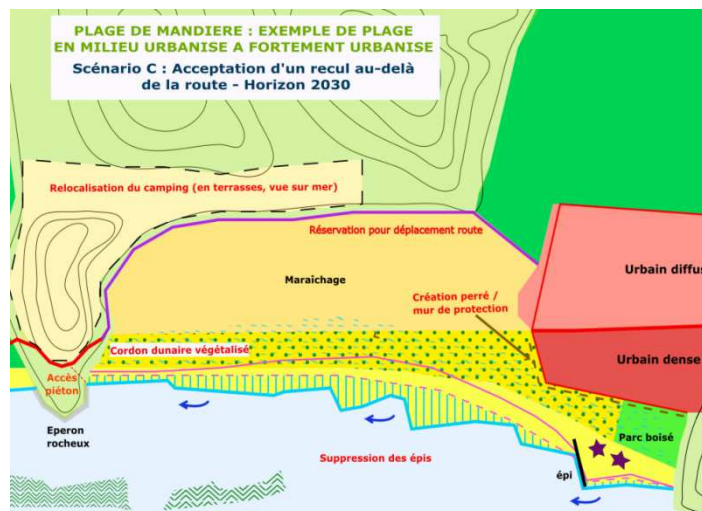 PLAGE DE MANDIERE : EXEMPLE DE PLAGE
EN MILIEU URBANISE A FORTEMENT URBANISE
Scénario C : Acceptation d'un recul au-delà
de la route - Horizon 2030
Relocalisation du camping (en terrasses, vue sur mer)
Réservation pour déplacement route
Maraîchage
Urbain diffus
Création perré /
mur de protection
Cordon dunaire végétalisé
Urbain dense
Accès
piéton
Eperon
rocheux
Parc boisé
Suppression des épis
épi